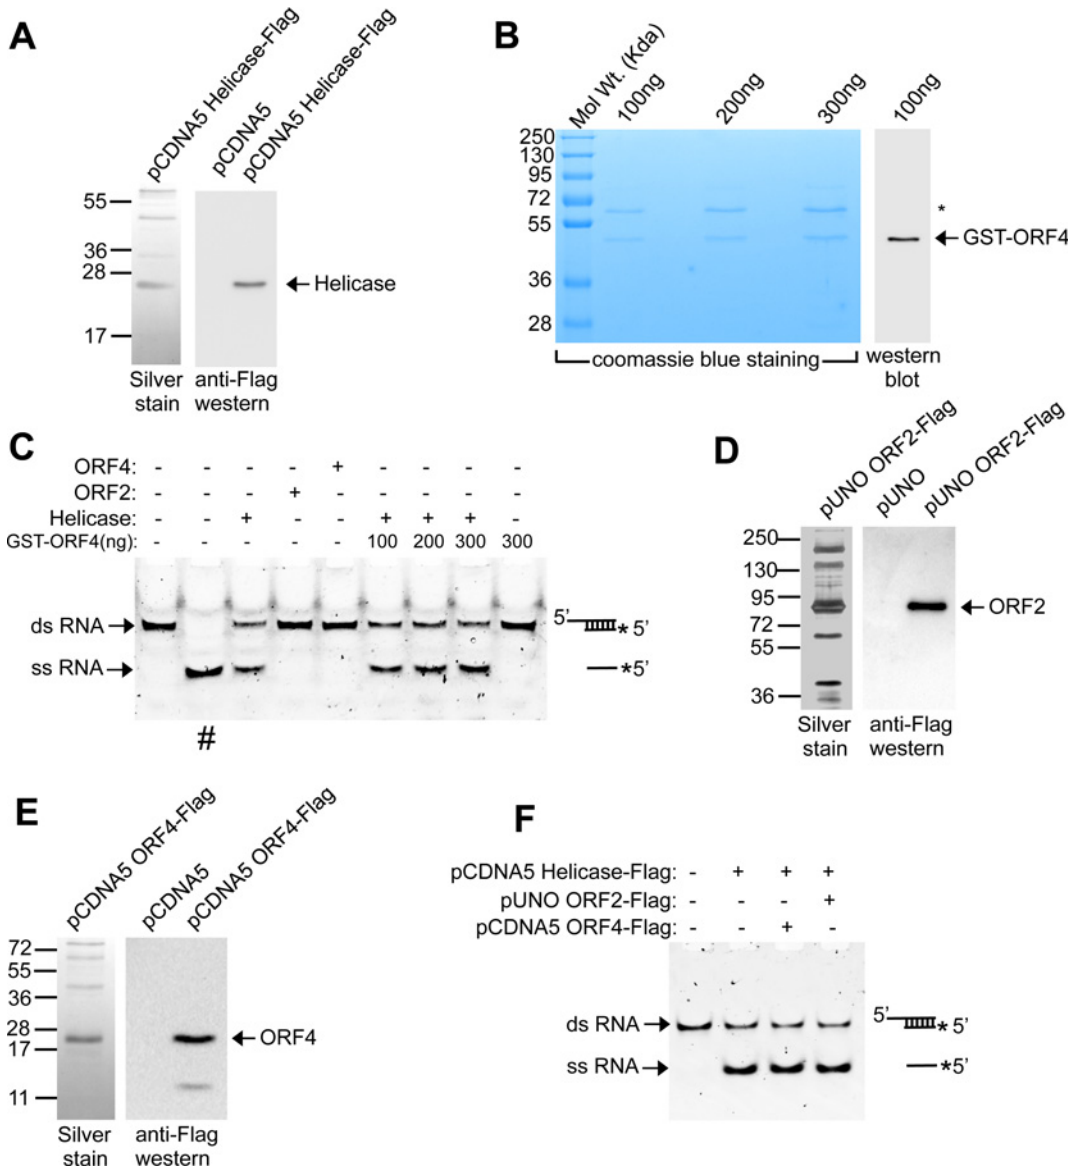 A
pCDNA5 Helicase-Flag
pCDNA5
pCDNA5 Helicase-Flag
55
36
28
17
Helicase
Silver
stain
anti-Flag
western
B
Mol Wt. (Kda)
100ng
200ng
300ng
100ng
250
130
95
72
55
36
28
*
GST-ORF4
coomassie blue staining
western
blot
C
ORF4: - - - - + - - - -
ORF2: - - - + - - - - -
Helicase: - - + - - + + + -
GST-ORF4(ng): - - - - - 100 200 300 300
ds RNA
ss RNA
5’ * 5’
*5’
#
D
pUNO ORF2-Flag
pUNO
pUNO ORF2-Flag
250
130
95
72
55
36
ORF2
Silver
stain
anti-Flag
western
E
pCDNA5 ORF4-Flag
pCDNA5
pCDNA5 ORF4-Flag
72
55
36
28
17
11
ORF4
Silver
stain
anti-Flag
western
F
pCDNA5 Helicase-Flag: - + + +
pUNO ORF2-Flag: - - - +
pCDNA5 ORF4-Flag: - - + -
ds RNA
ss RNA
5’ * 5’
*5’